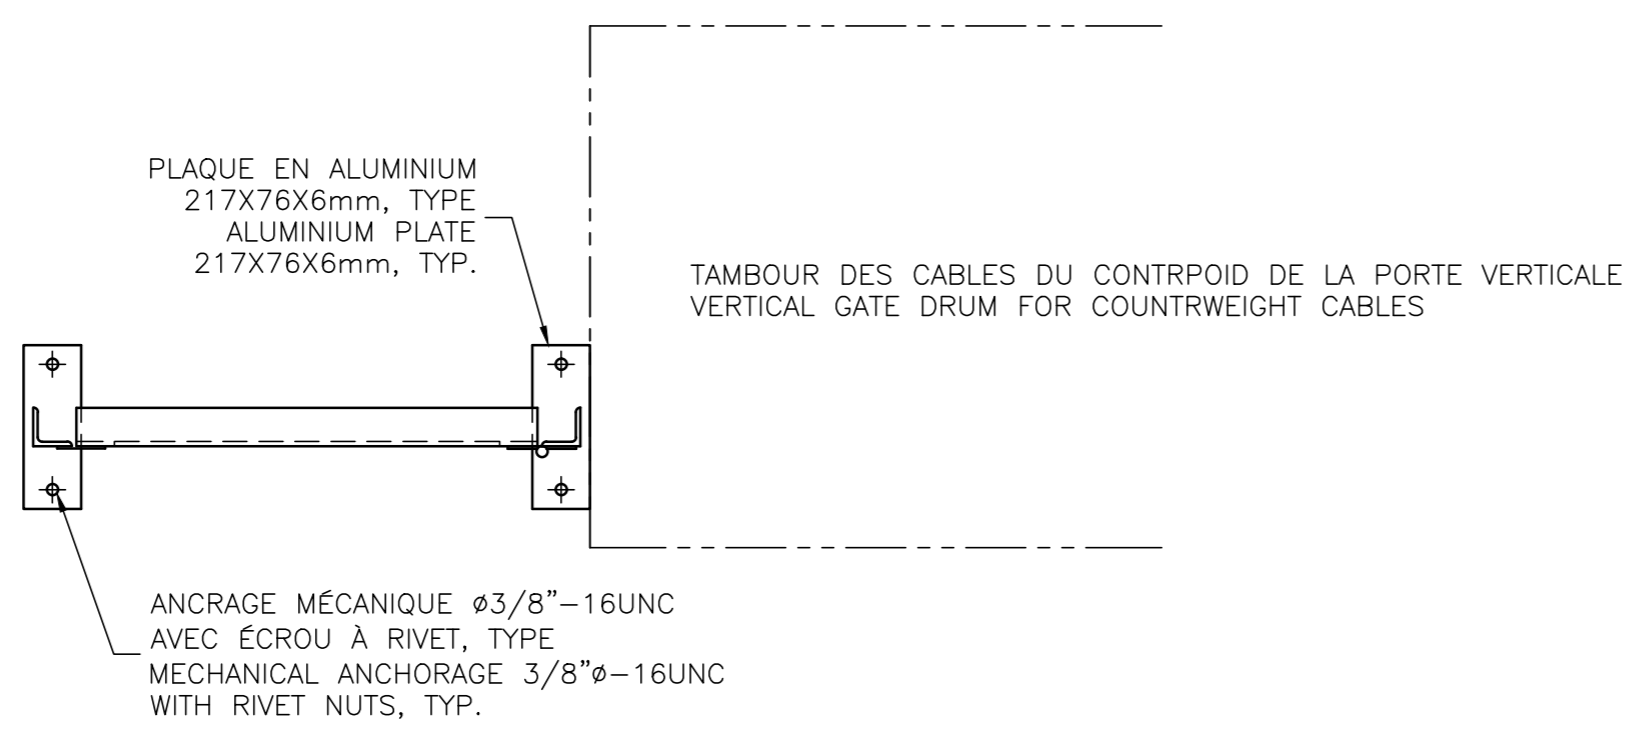 PLAQUE EN ALUMINIUM
217X76X6mm, TYPE
ALUMINIUM PLATE
217X76X6mm, TYP.
TAMBOUR DES CABLES DU CONTRPOID DE LA PORTE VERTICALE
VERTICAL GATE DRUM FOR COUNTRWEIGHT CABLES
ANCRAGE MÉCANIQUE ø3/8”-16UNC
AVEC ÉCROU À RIVET, TYPE
MECHANICAL ANCHORAGE 3/8”ø-16UNC
WITH RIVET NUTS, TYP.